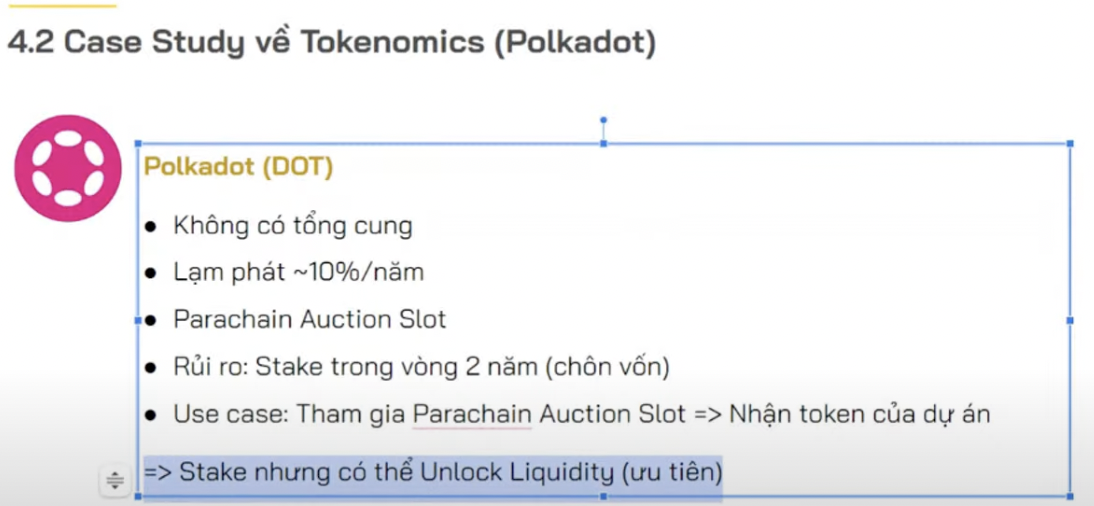 4.2 Case Study về Tokenomics (Polkadot)
Polkadot (DOT)
● Không có tổng cung
● Lạm phát ~10%/năm
● Parachain Auction Slot
● Rủi ro: Stake trong vòng 2 năm (chôn vốn)
● Use case: Tham gia Parachain Auction Slot => Nhận token của dự án
=> Stake nhưng có thể Unlock Liquidity (ưu tiên)